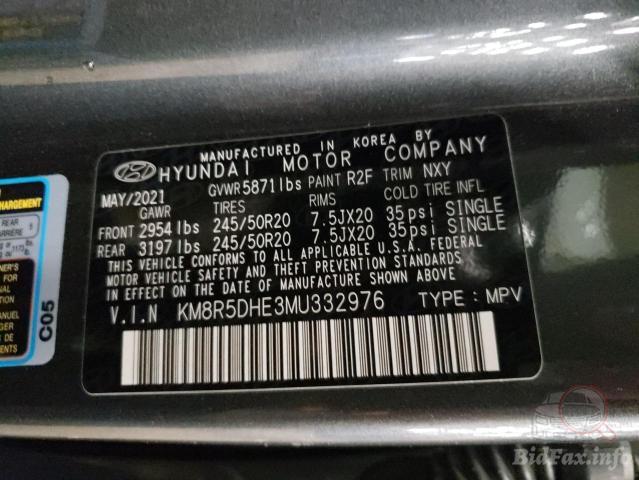 MANUFACTURED IN KOREA BY
HYUNDAI MOTOR COMPANY
MAY/2021 GVWR 5871lbs PAINT R2F TRIM NXY
GAWR TIRES RIMS COLD TIRE INFL
FRONT 2954 lbs 245/50R20 7.5JX20 35psi SINGLE
REAR 3197 lbs 245/50R20 7.5JX20 35psi SINGLE
THIS VEHICLE CONFORMS TO ALL APPLICABLE U.S.A. FEDERAL
MOTOR VEHICLE SAFETY AND THEFT PREVENTION STANDARDS
IN EFFECT ON THE DATE OF MANUFACTURE SHOWN ABOVE
V.I.N KM8R5DHE3MU332976 TYPE : MPV
REAR
C05
BidFax.info